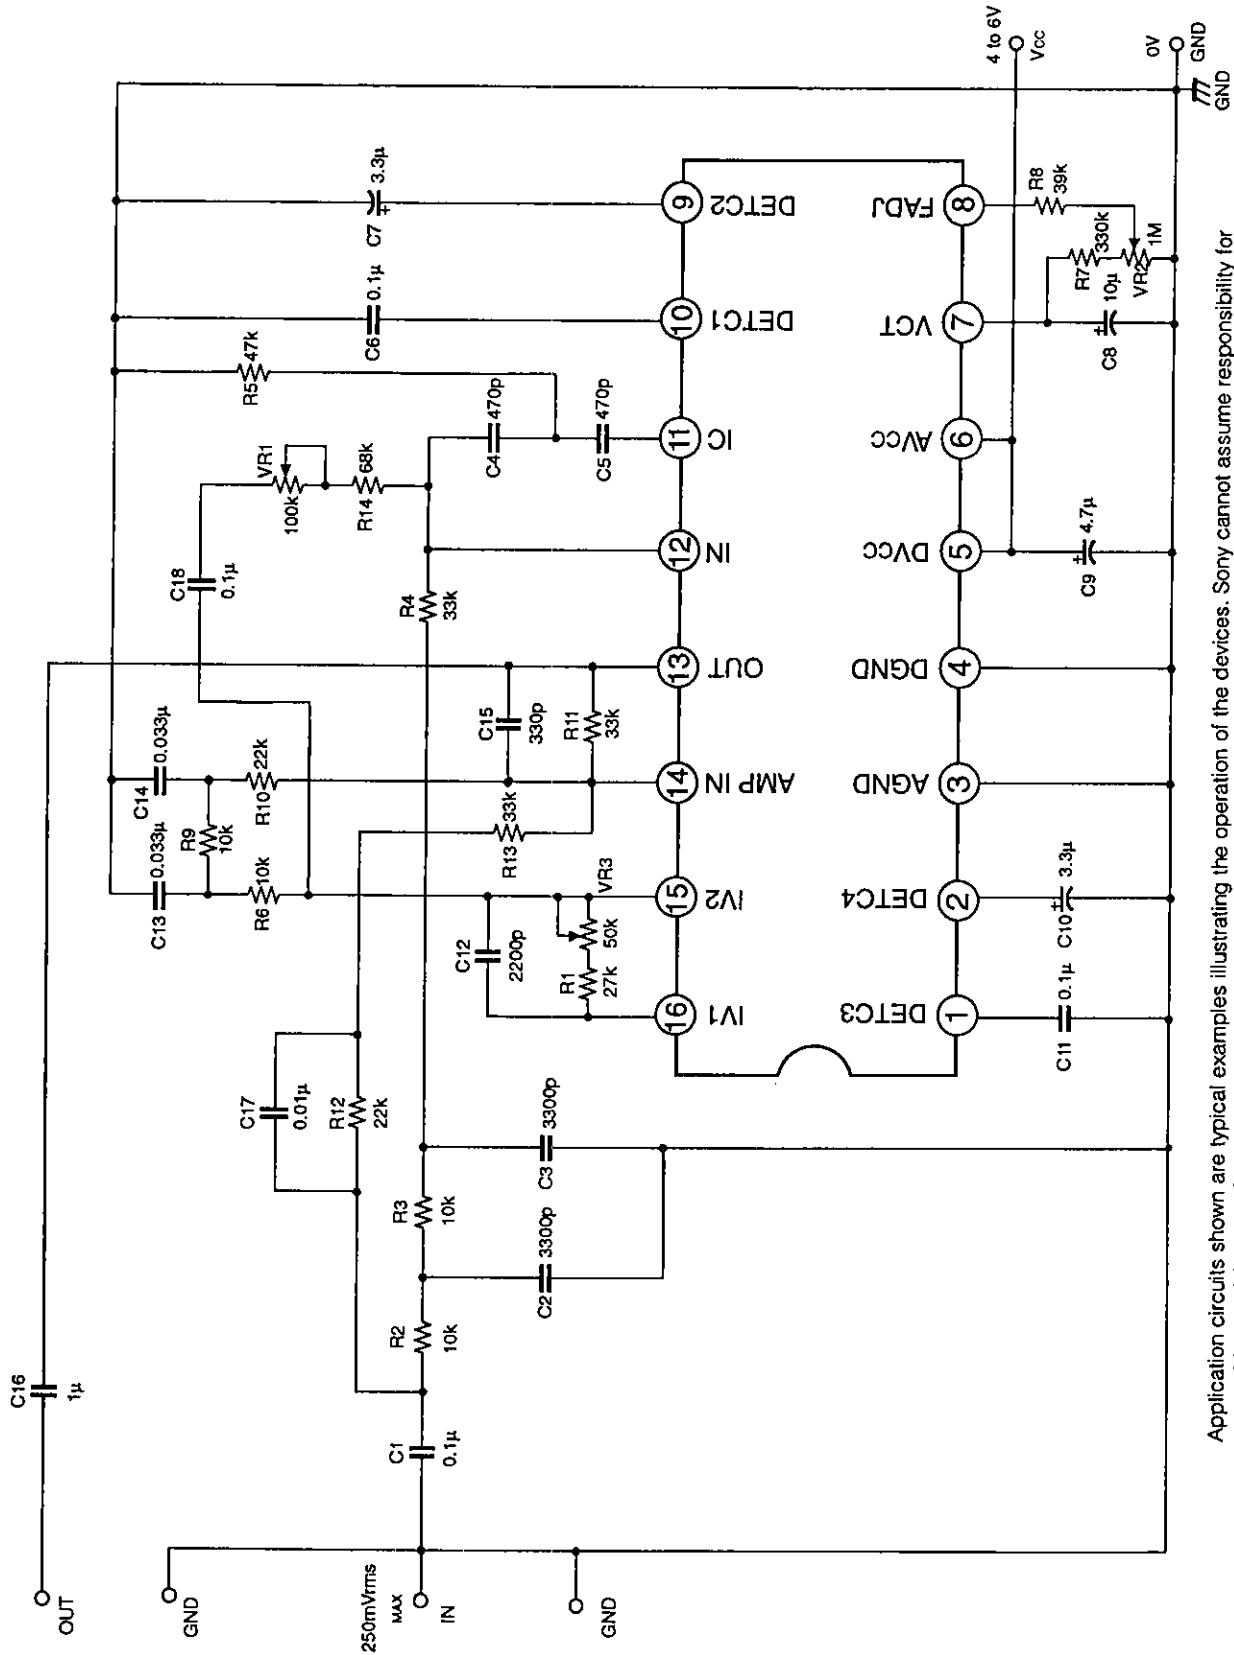 C16
1μ
OUT
GND
250mVrms
MAX
IN
GND
C1
0.1μ
R2
10k
R3
10k
C2
3300p
C3
3300p
C17
0.01μ
R12
22k
C13
0.033μ
C14
0.033μ
R9
10k
R6
10k
R10
22k
C18
0.1μ
VR1
100k
R14
68k
R5
47k
C6
0.1μ
C7
3.3μ
+
R4
33k
C4
470p
C5
470p
C15
330p
R11
33k
R13
33k
C12
2200p
VR3
50k
R1
27k
16
15
14
13
12
11
10
9
IV1
IV2
AMP IN
OUT
IN
IC
DETC1
DETC2
DETC3
DETC4
AGND
DGND
DVCC
AVCC
VCT
FADJ
1
2
3
4
5
6
7
8
C11
0.1μ
C10
3.3μ
+
C9
4.7μ
+
C8
10μ
+
R7
330k
VR2
1M
R8
39k
4 to 6V
Vcc
0V
GND
GND
Application circuits shown are typical examples illustrating the operation of the devices. Sony cannot assume responsibility for